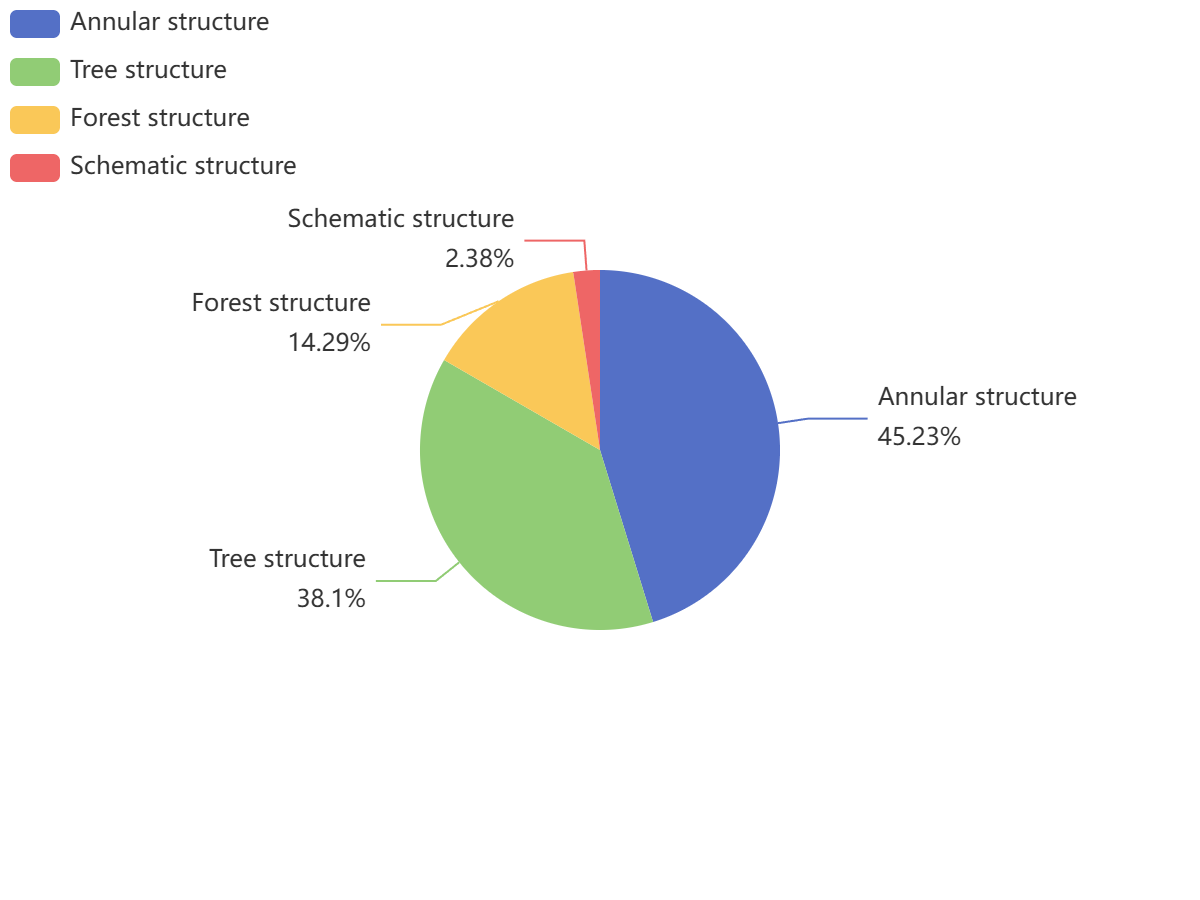 Annular structure
Tree structure
Forest structure
Schematic structure
Schematic structure
2.38%
Forest structure
14.29%
Annular structure
45.23%
Tree structure
38.1%